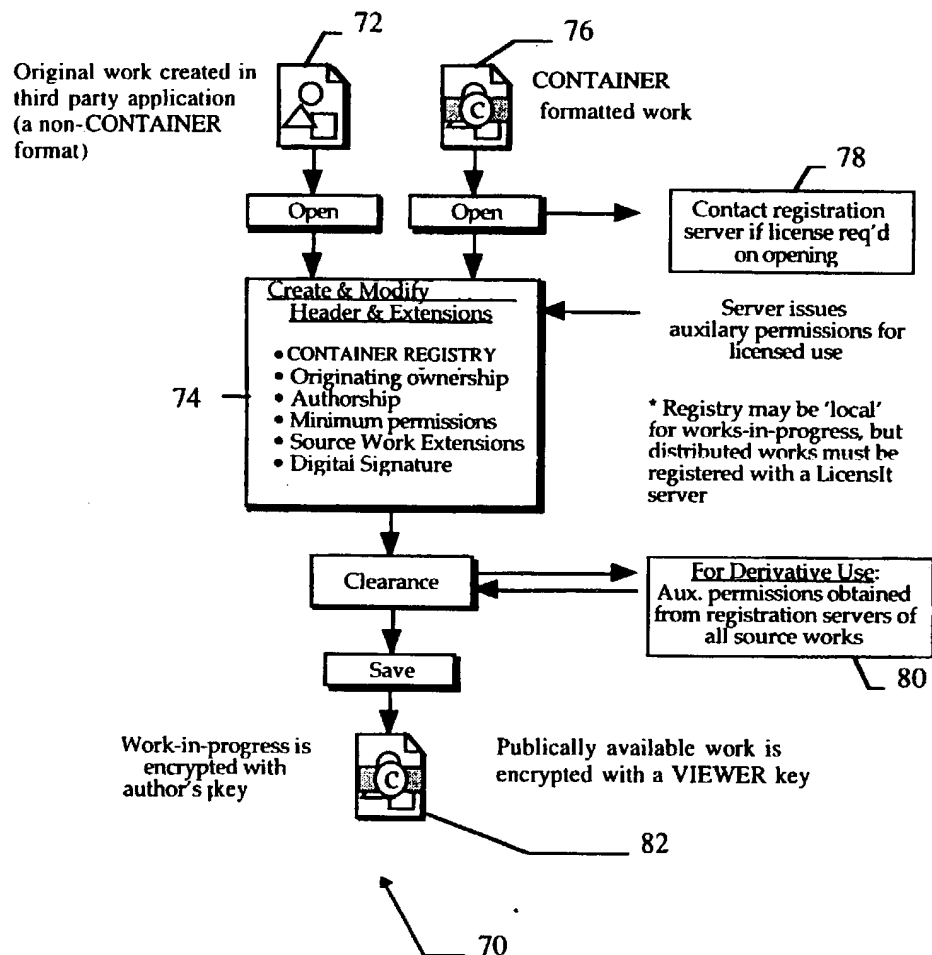 72
76
Original work created in
third party application
(a non-CONTAINER
format)
CONTAINER
formatted work
C
C
78
Open
Open
Contact registration
server if license req'd
on opening
Create & Modify
Header & Extensions
Server issues
auxilary permissions for
licensed use
• CONTAINER REGISTRY
• Originating ownership
• Authorship
• Minimum permissions
• Source Work Extensions
• Digital Signature
74
* Registry may be 'local'
for works-in-progress, but
distributed works must be
registered with a LicensIt
server
Clearance
For Derivative Use:
Aux. permissions obtained
from registration servers of
all source works
80
Save
Work-in-progress is
encrypted with
author's key
C
Publically available work is
encrypted with a VIEWER key
82
70